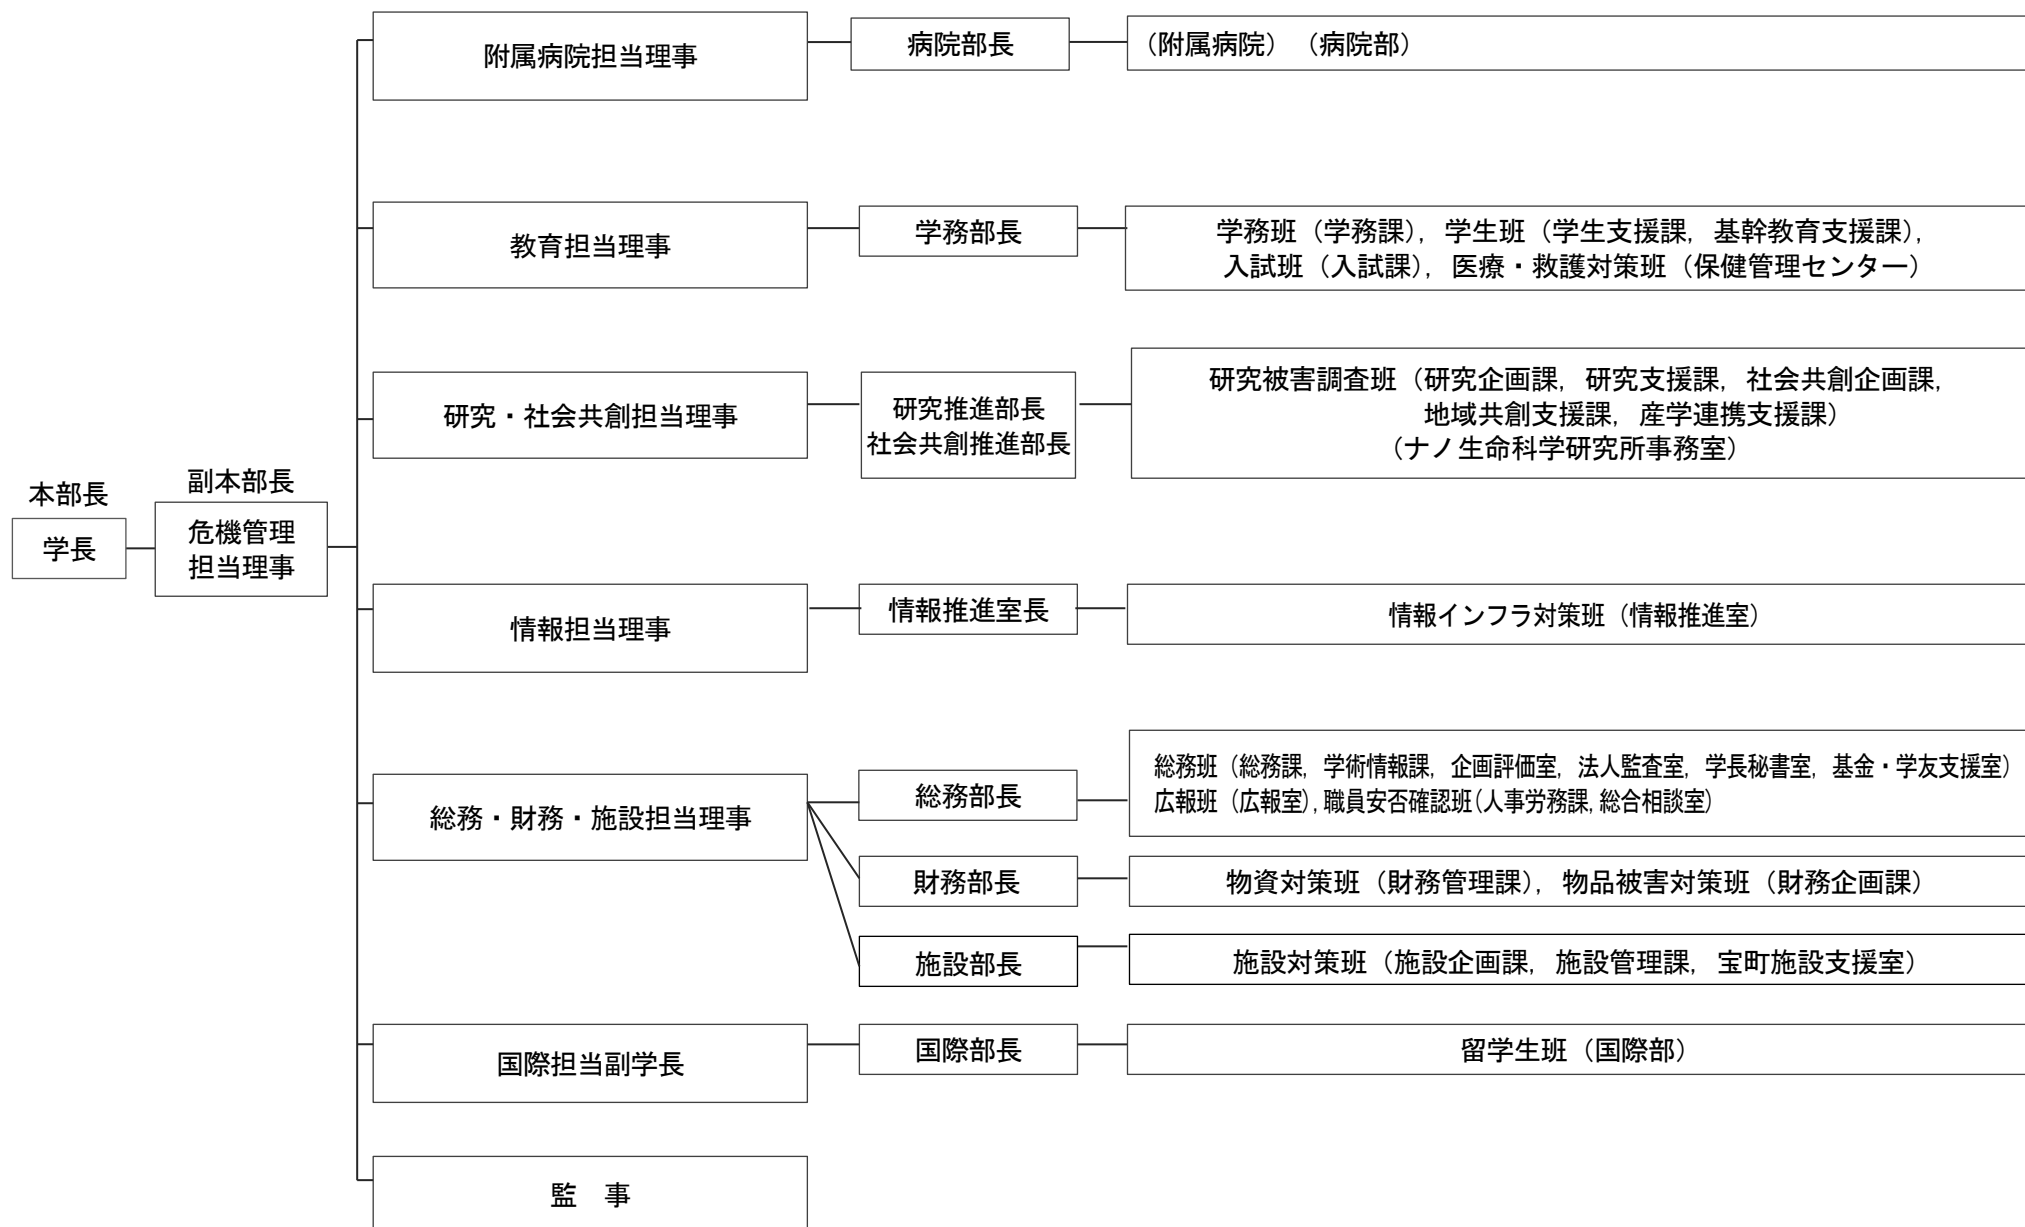 本部長
学長
副本部長
危機管理
担当理事
附属病院担当理事
病院部長
（附属病院）（病院部）
教育担当理事
学務部長
学務班（学務課），学生班（学生支援課，基幹教育支援課），
入試班（入試課），医療・救護対策班（保健管理センター）
研究・社会共創担当理事
研究推進部長
社会共創推進部長
研究被害調査班（研究企画課，研究支援課，社会共創企画課，
地域共創支援課，産学連携支援課）
（ナノ生命科学研究所事務室）
情報担当理事
情報推進室長
情報インフラ対策班（情報推進室）
総務・財務・施設担当理事
総務部長
総務班（総務課，学術情報課，企画評価室，法人監査室，学長秘書室，基金・学友支援室）
広報班（広報室），職員安否確認班（人事労務課，総合相談室）
財務部長
物資対策班（財務管理課），物品被害対策班（財務企画課）
施設部長
施設対策班（施設企画課，施設管理課，宝町施設支援室）
国際担当副学長
国際部長
留学生班（国際部）
監　事